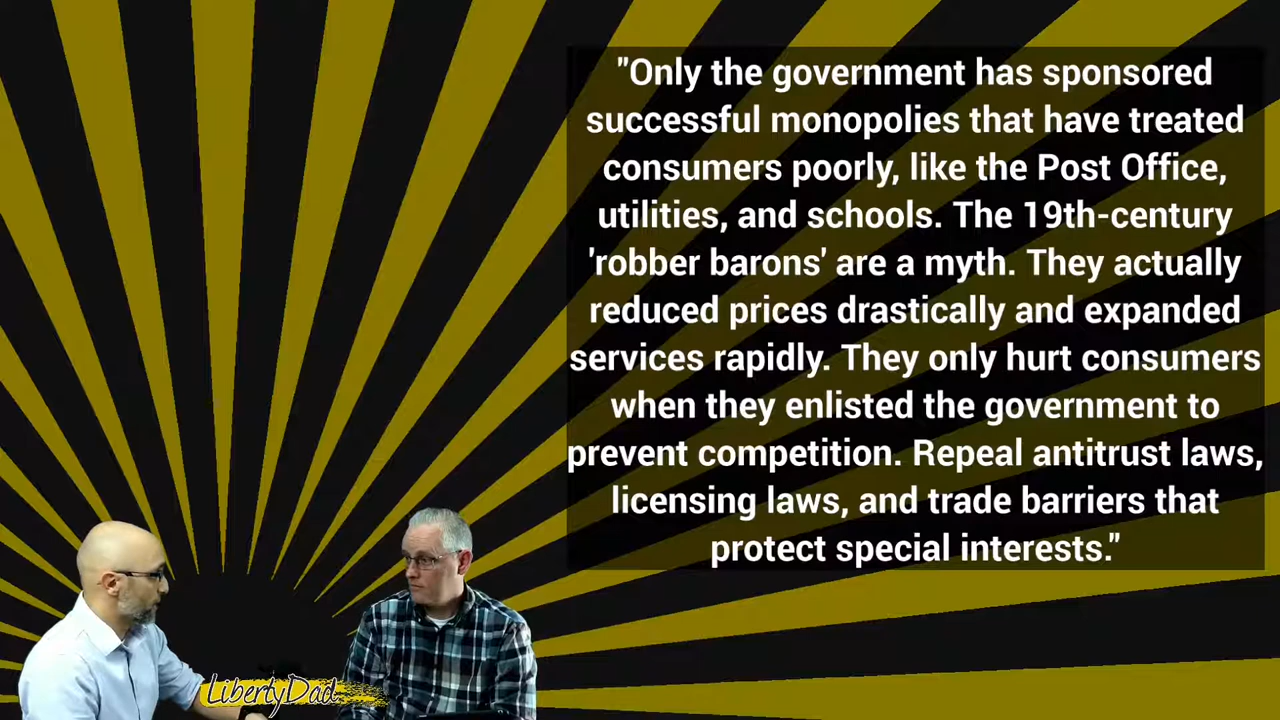 "Only the government has sponsored
successful monopolies that have treated
consumers poorly, like the Post Office,
utilities, and schools. The 19th-century
'robber barons' are a myth. They actually
reduced prices drastically and expanded
services rapidly. They only hurt consumers
when they enlisted the government to
prevent competition. Repeal antitrust laws,
licensing laws, and trade barriers that
protect special interests."
LibertyDad